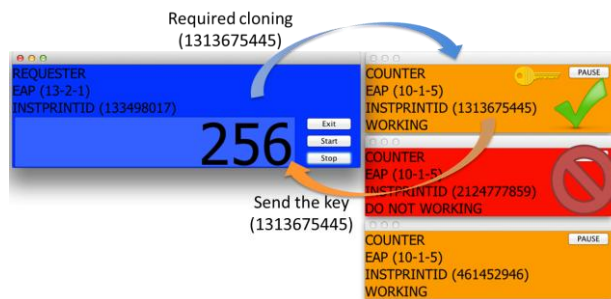 Required cloning
(1313675445)
REQUESTER
EAP (13-2-1)
INSTPRINTID (133498017)
256
Exit
Start
Stop
Send the key
(1313675445)
COUNTER
PAUSE
EAP (10-1-5)
INSTPRINTID (1313675445)
WORKING
COUNTER
EAP (10-1-5)
INSTPRINTID (2124777859)
DO NOT WORKING
COUNTER
PAUSE
EAP (10-1-5)
INSTPRINTID (461452946)
WORKING